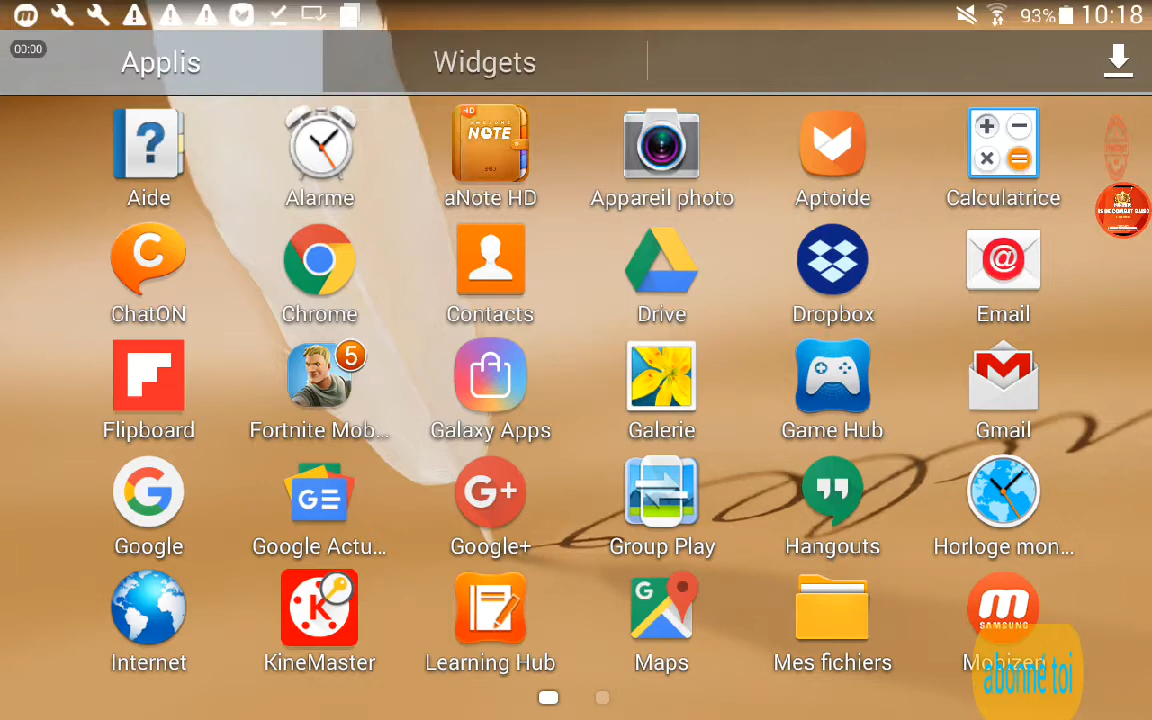 93% 10:18
00:00
Applis Widgets
HD
NOTE
Aide Alarme aNote HD Appareil photo Aptoide Calculatrice
ChatON Chrome Contacts Drive Dropbox Email
5
Flipboard Fortnite Mob... Galaxy Apps Galerie Game Hub Gmail
Google Google Actu... Google+ Group Play Hangouts Horloge mon...
SAMSUNG
Internet KineMaster Learning Hub Maps Mes fichiers Mobizen
abonné toi